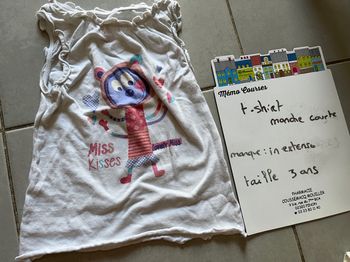 Miss
Kisses
Mémo Courses
t-shirt
manche courte
marque : in extenso
taille 3 ans
PHARMACIE